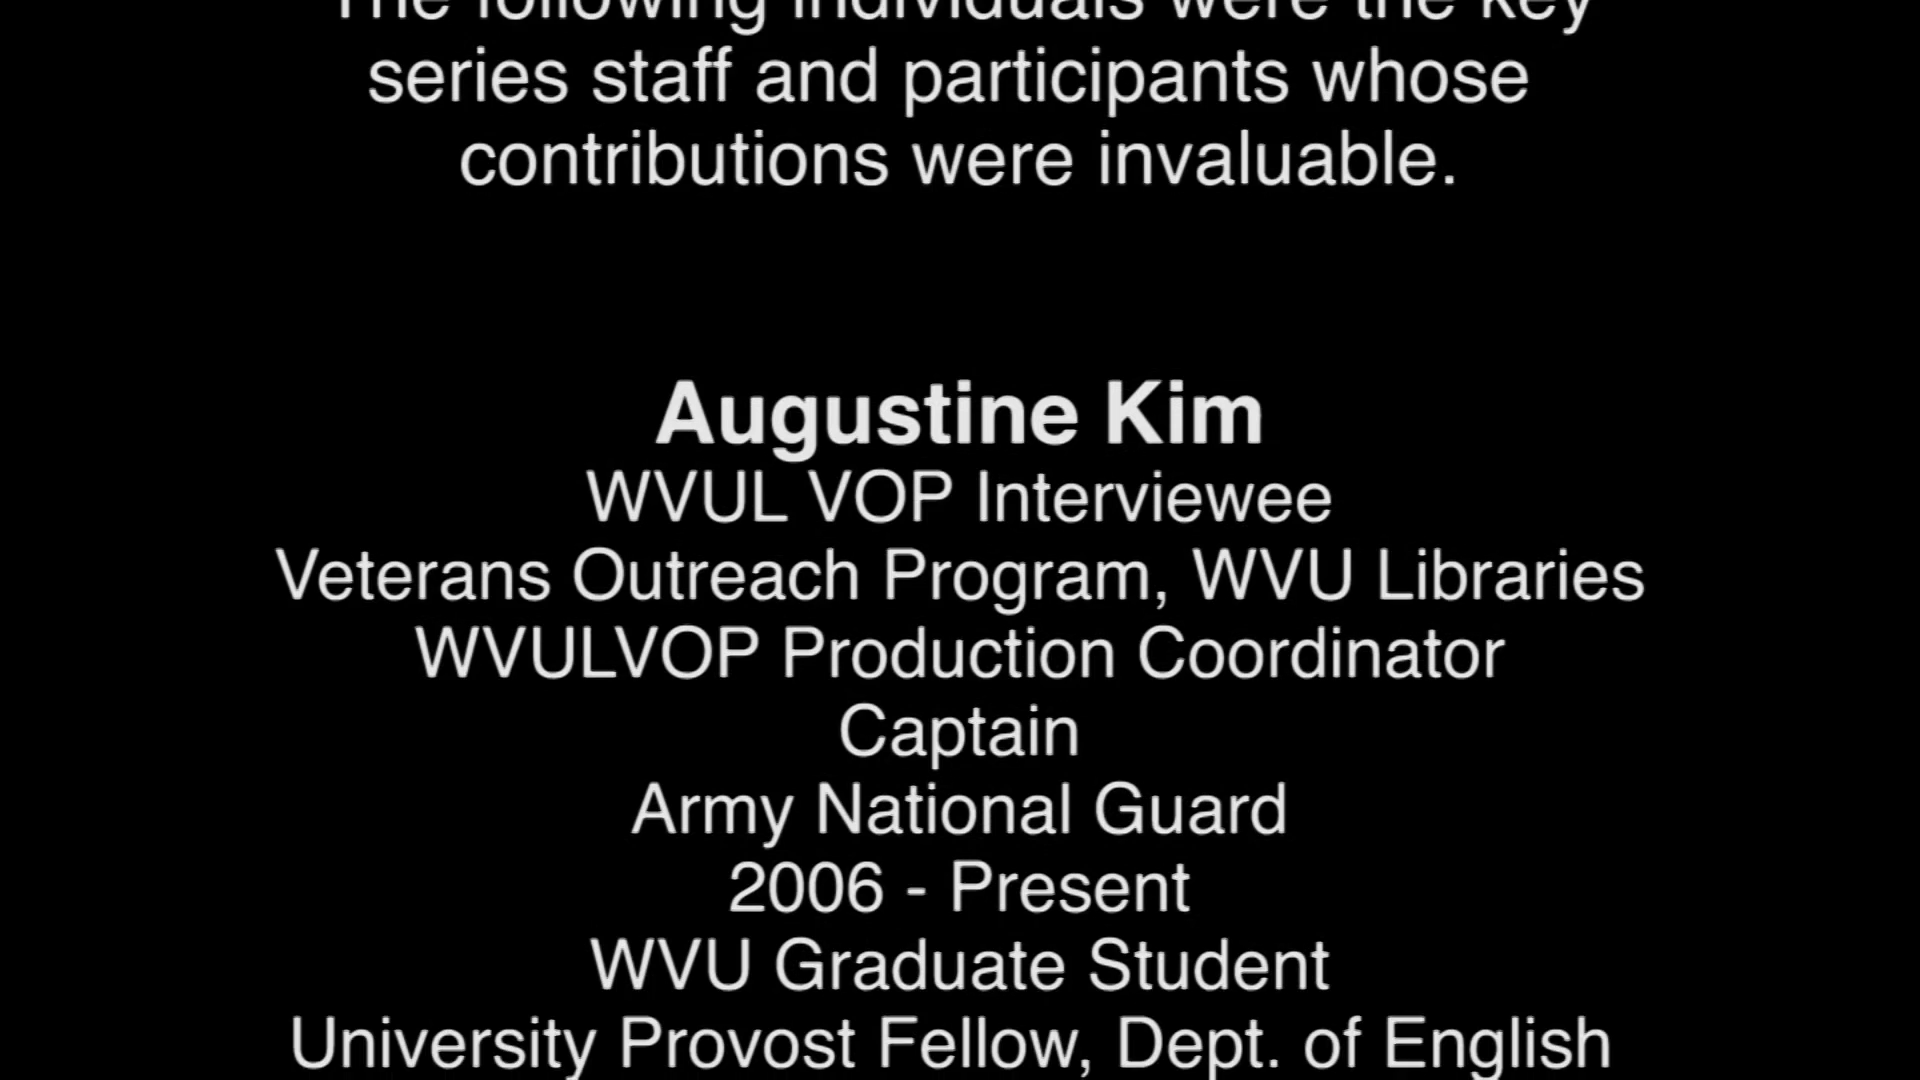 The following individuals were the key
series staff and participants whose
contributions were invaluable.
Augustine Kim
WVUL VOP Interviewee
Veterans Outreach Program, WVU Libraries
WVULVOP Production Coordinator
Captain
Army National Guard
2006 - Present
WVU Graduate Student
University Provost Fellow, Dept. of English